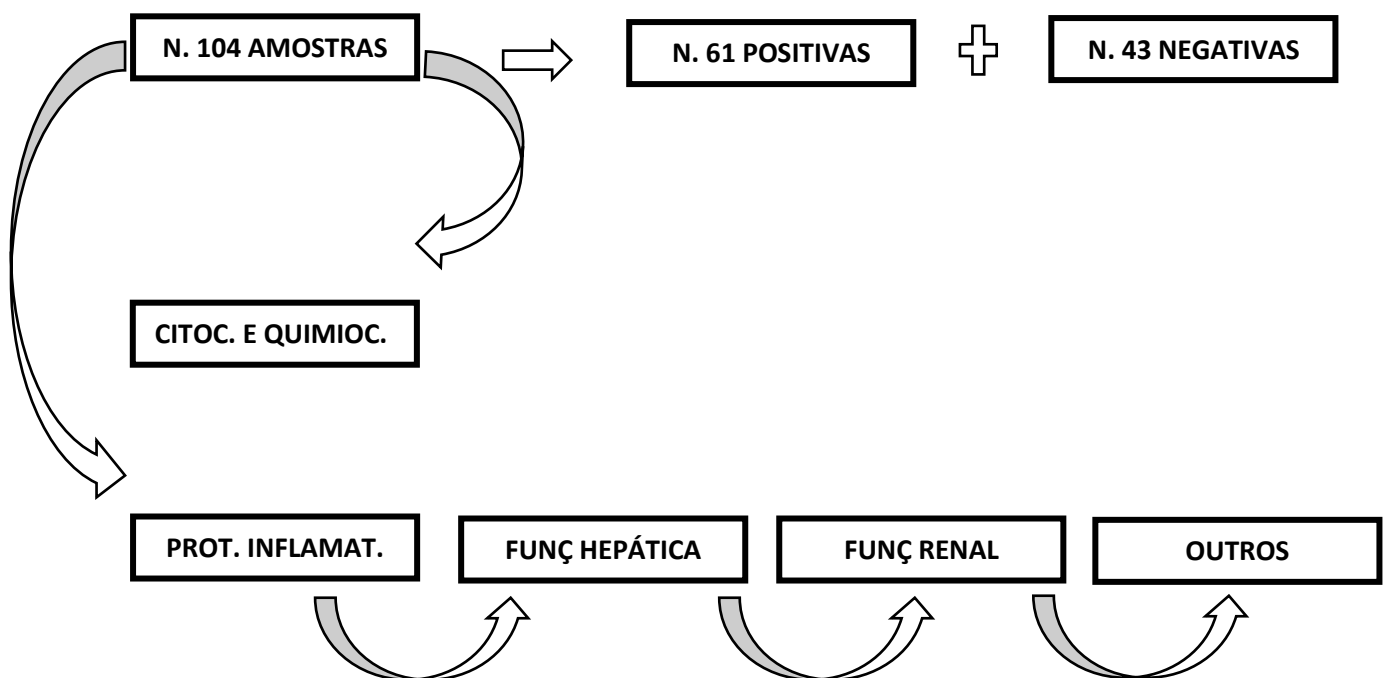 N. 104 AMOSTRAS
N. 61 POSITIVAS
N. 43 NEGATIVAS
CITOC. E QUIMIOC.
PROT. INFLAMAT.
FUNÇ HEPÁTICA
FUNÇ RENAL
OUTROS